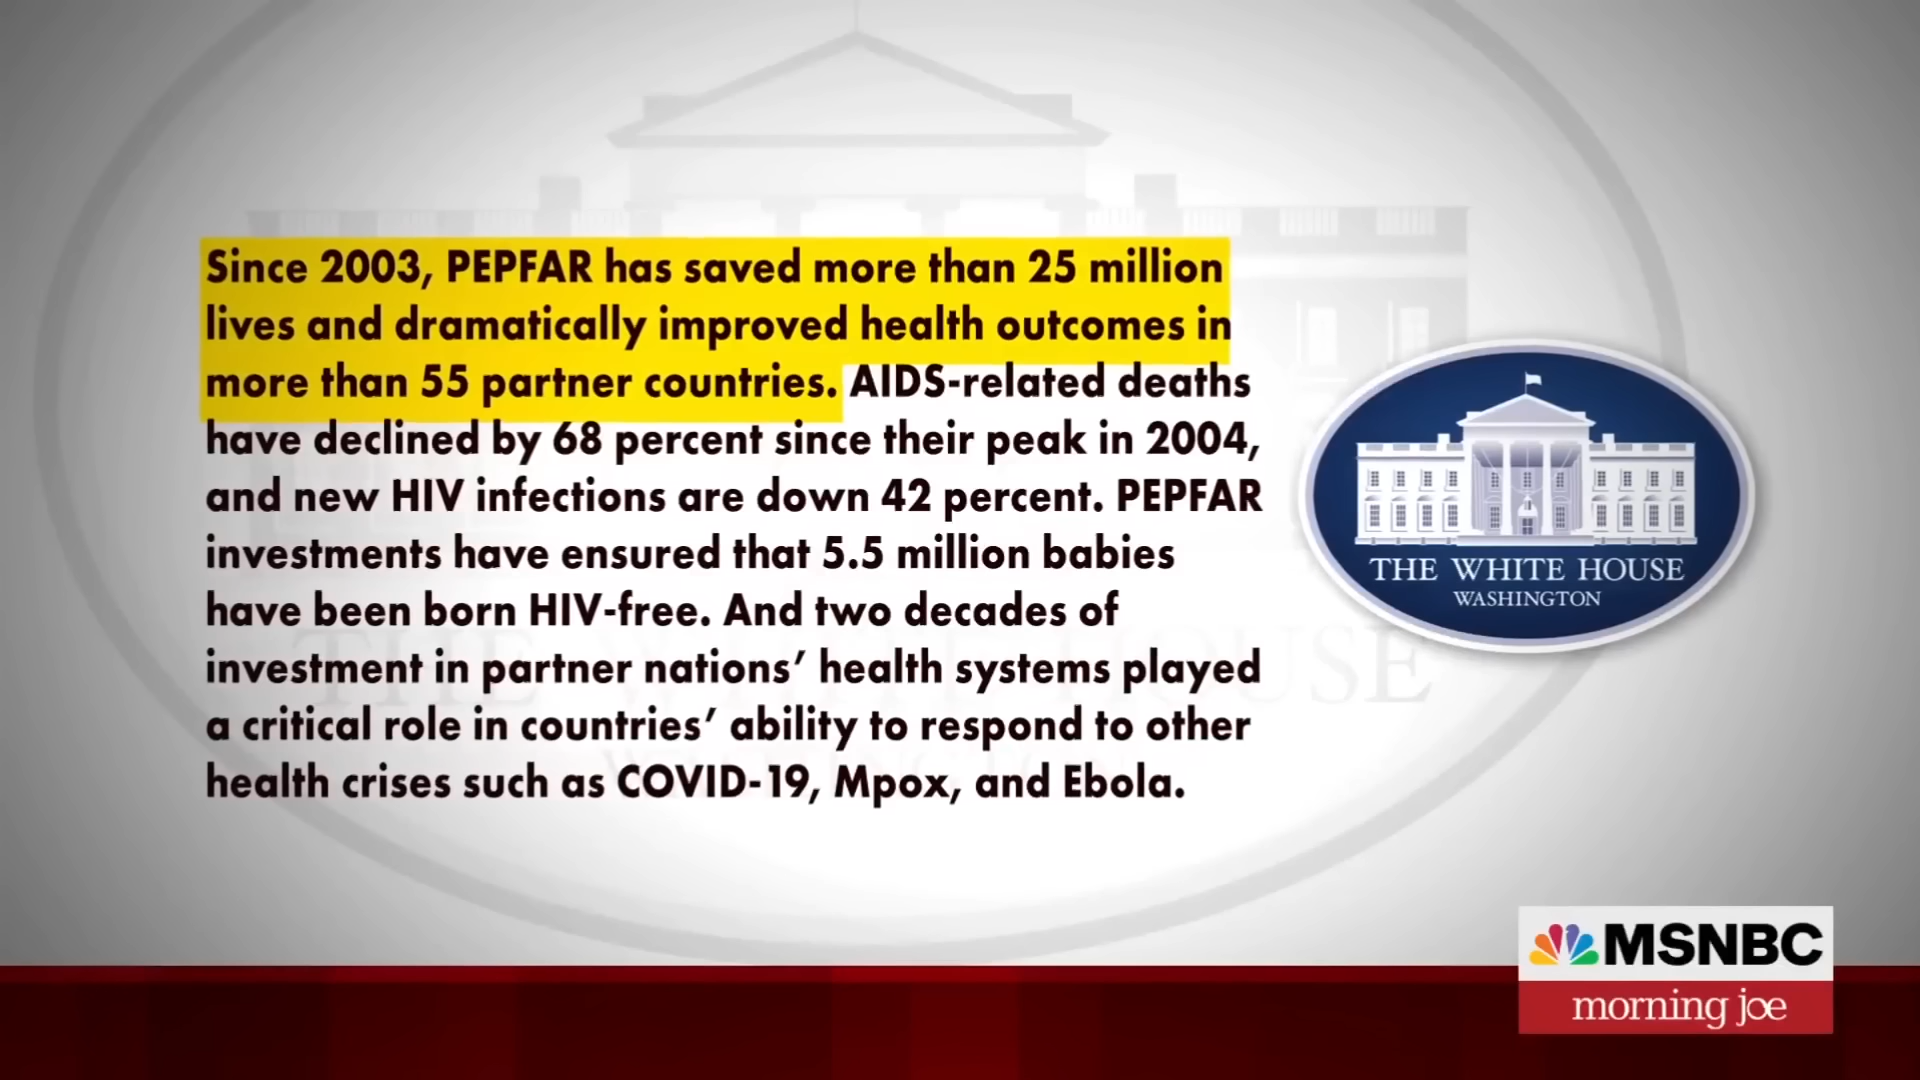 Since 2003, PEPFAR has saved more than 25 million
lives and dramatically improved health outcomes in
more than 55 partner countries. AIDS-related deaths
have declined by 68 percent since their peak in 2004,
and new HIV infections are down 42 percent. PEPFAR
investments have ensured that 5.5 million babies
have been born HIV-free. And two decades of
investment in partner nations’ health systems played
a critical role in countries’ ability to respond to other
health crises such as COVID-19, Mpox, and Ebola.
THE WHITE HOUSE
WASHINGTON
THE WHITE HOUSE
WASHINGTON
MSNBC
morning joe